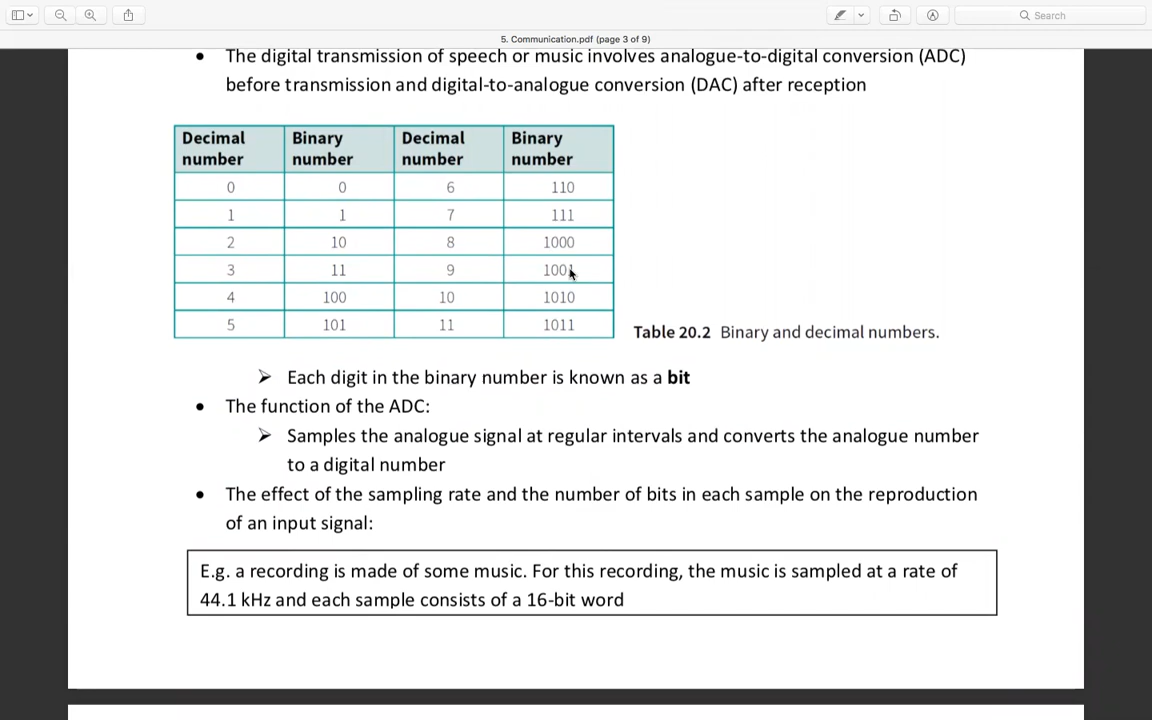 Search
5. Communication.pdf (page 3 of 9)
• The digital transmission of speech or music involves analogue-to-digital conversion (ADC)
before transmission and digital-to-analogue conversion (DAC) after reception
Decimal number Binary number Decimal number Binary number
0 0 6 110
1 1 7 111
2 10 8 1000
3 11 9 1001
4 100 10 1010
5 101 11 1011
Table 20.2 Binary and decimal numbers.
➢ Each digit in the binary number is known as a bit
• The function of the ADC:
➢ Samples the analogue signal at regular intervals and converts the analogue number
to a digital number
• The effect of the sampling rate and the number of bits in each sample on the reproduction
of an input signal:
E.g. a recording is made of some music. For this recording, the music is sampled at a rate of
44.1 kHz and each sample consists of a 16-bit word